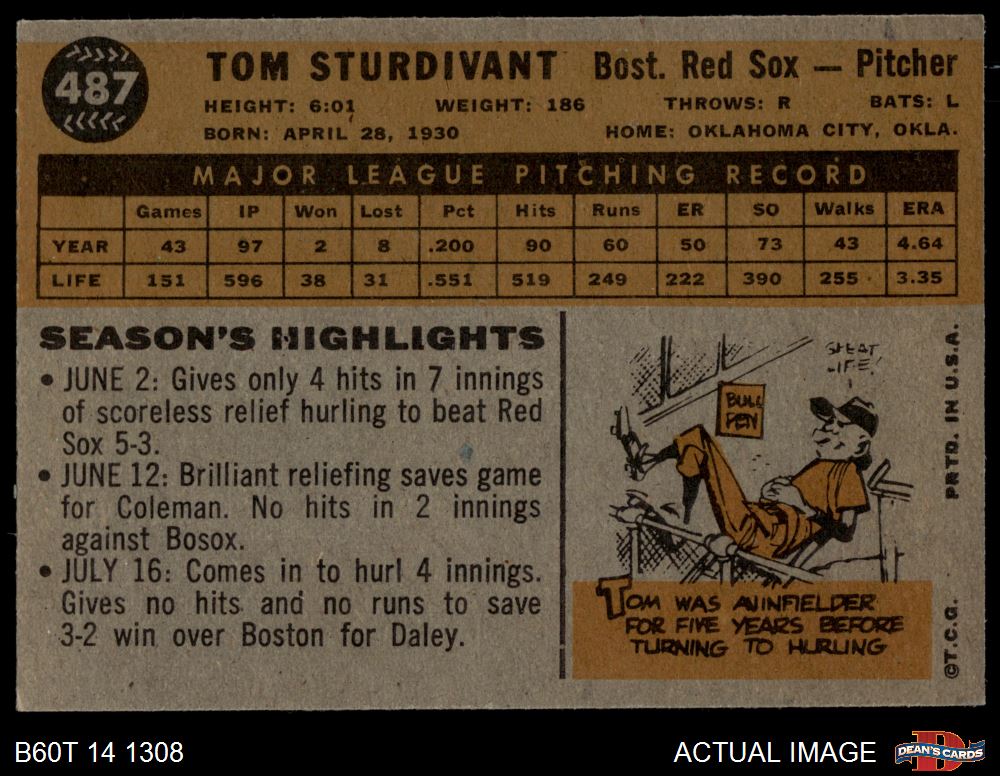 487
TOM STURDIVANT Bost. Red Sox — Pitcher
HEIGHT: 6:01 WEIGHT: 186 THROWS: R BATS: L
BORN: APRIL 28, 1930 HOME: OKLAHOMA CITY, OKLA.
MAJOR LEAGUE PITCHING RECORD
Games IP Won Lost Pct Hits Runs ER SO Walks ERA
YEAR 43 97 2 8 .200 90 60 50 73 43 4.64
LIFE 151 596 38 31 .551 519 249 222 390 255 3.35
SEASON'S HIGHLIGHTS
• JUNE 2: Gives only 4 hits in 7 innings
of scoreless relief hurling to beat Red
Sox 5-3.
• JUNE 12: Brilliant reliefing saves game
for Coleman. No hits in 2 innings
against Bosox.
• JULY 16: Comes in to hurl 4 innings.
Gives no hits and no runs to save
3-2 win over Boston for Daley.
LIFE!
BULL
PEN
TOM WAS AN INFIELDER
FOR FIVE YEARS BEFORE
TURNING TO HURLING
©T.C.G. PRTD. IN U.S.A.
B60T 14 1308
ACTUAL IMAGE
DEAN'S CARDS